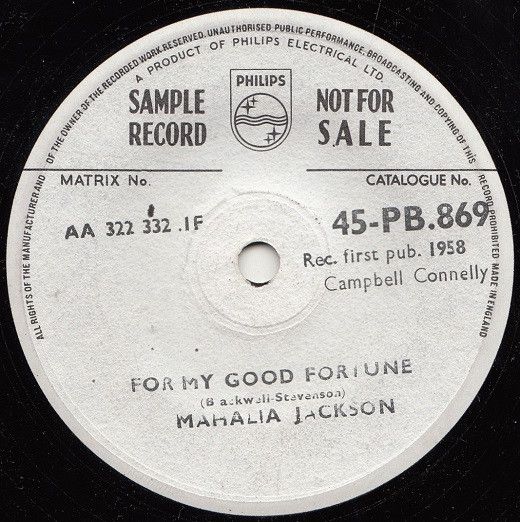 ALL RIGHTS OF THE MANUFACTURER AND OF THE OWNER OF THE RECORDED WORK RESERVED. UNAUTHORISED PUBLIC PERFORMANCE, BROADCASTING AND COPYING OF THIS RECORD PROHIBITED MADE IN ENGLAND
A PRODUCT OF PHILIPS ELECTRICAL LTD.
SAMPLE RECORD
PHILIPS
NOT FOR SALE
MATRIX No.
CATALOGUE No.
AA 322 332 .1F
45-PB.869
Rec. first pub. 1958
Campbell Connelly
FOR MY GOOD FORTUNE
(B ackwell-Stevenson)
MAHALIA JACKSON